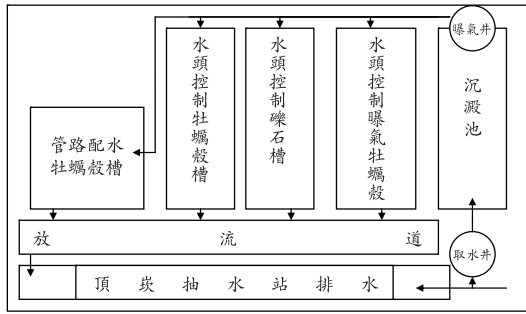 曝氣井
水頭控制牡蠣殼槽
水頭控制礫石槽
水頭控制曝氣牡蠣殼
沉澱池
管路配水
牡蠣殼槽
放流道
取水井
頂崁抽水站排水